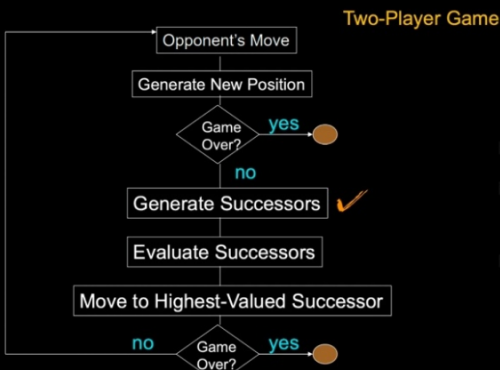 Two-Player Game
Opponent's Move
Generate New Position
Game
Over?
yes
no
Generate Successors
Evaluate Successors
Move to Highest-Valued Successor
no
Game
Over?
yes